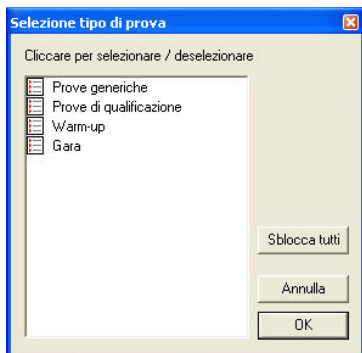 Selezione tipo di prova
Cliccare per selezionare / deselezionare
Prove generiche
Prove di qualificazione
Warm-up
Gara
Sblocca tutti
Annulla
OK